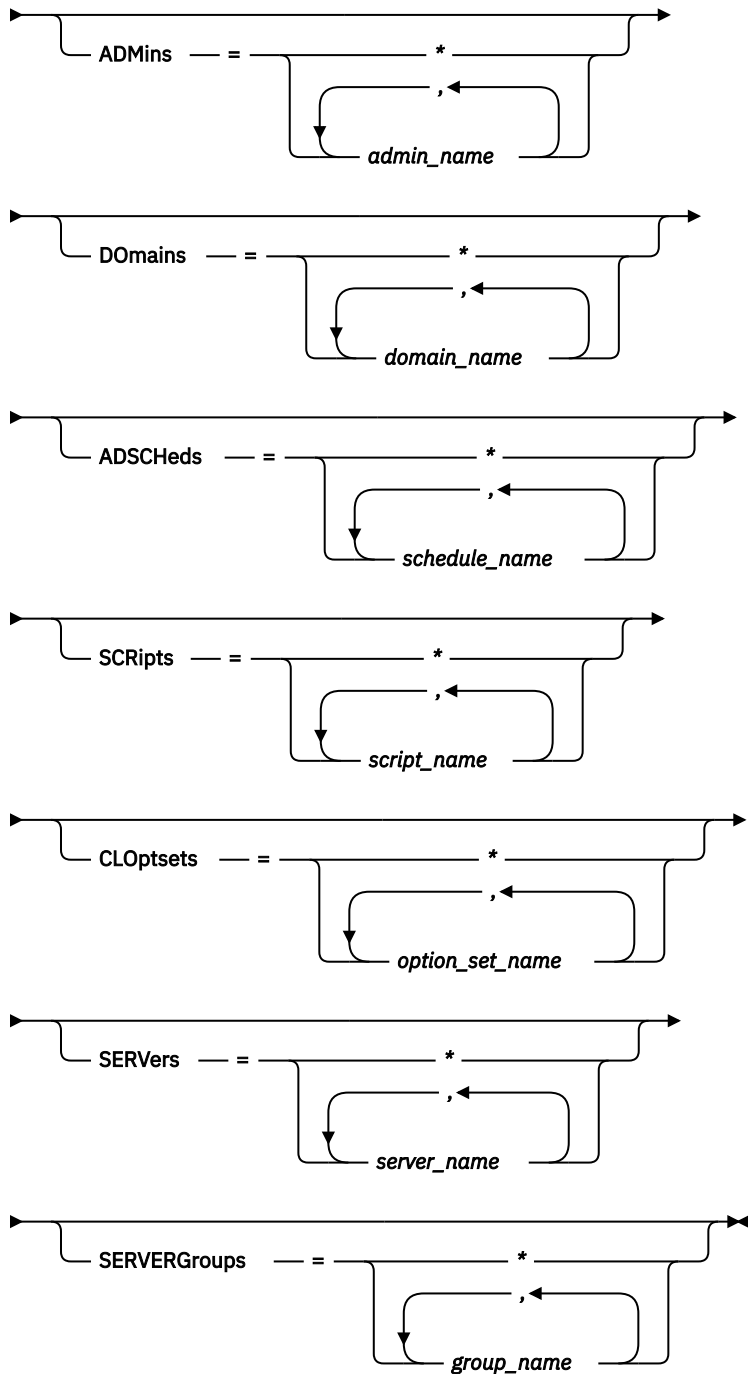 ADMins = *
,
admin_name
DOmains = *
,
domain_name
ADSCHeds = *
,
schedule_name
SCRipts = *
,
script_name
CLOptsets = *
,
option_set_name
SERVers = *
,
server_name
SERVERGroups = *
,
group_name